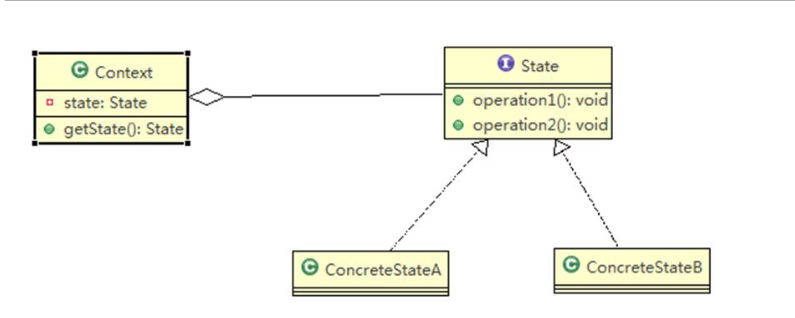 Context
state: State
getState(): State
State
operation1(): void
operation2(): void
ConcreteStateA
ConcreteStateB